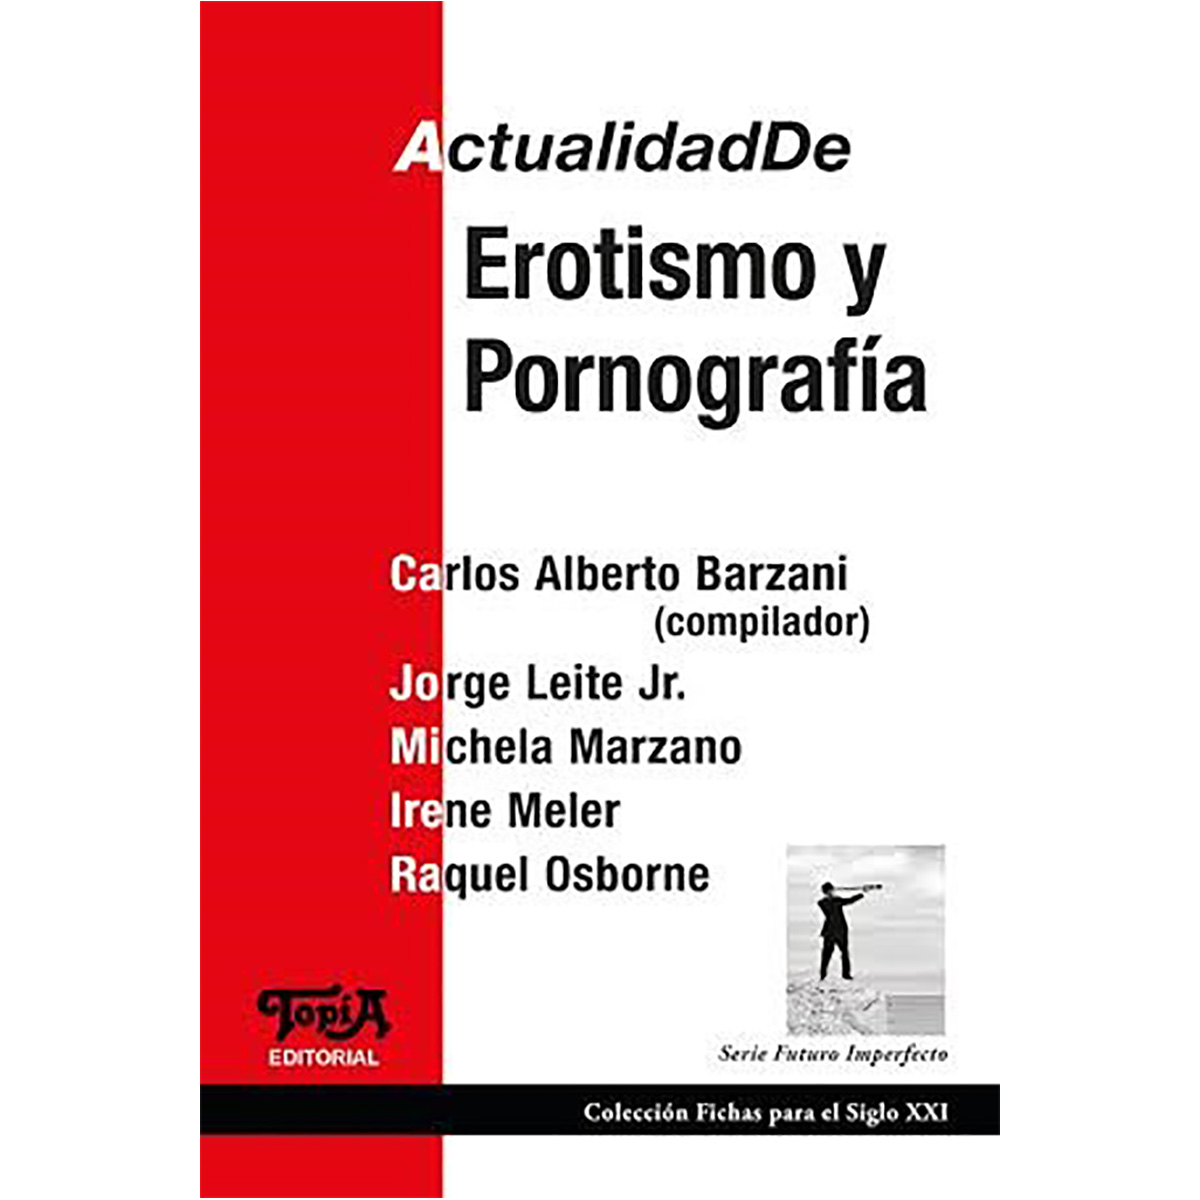 ActualidadDe
Erotismo y
Pornografía
Carlos Alberto Barzani
(compilador)
Jorge Leite Jr.
Michela Marzano
Irene Meler
Raquel Osborne
TopíA
EDITORIAL
Serie Futuro Imperfecto
Colección Fichas para el Siglo XXI